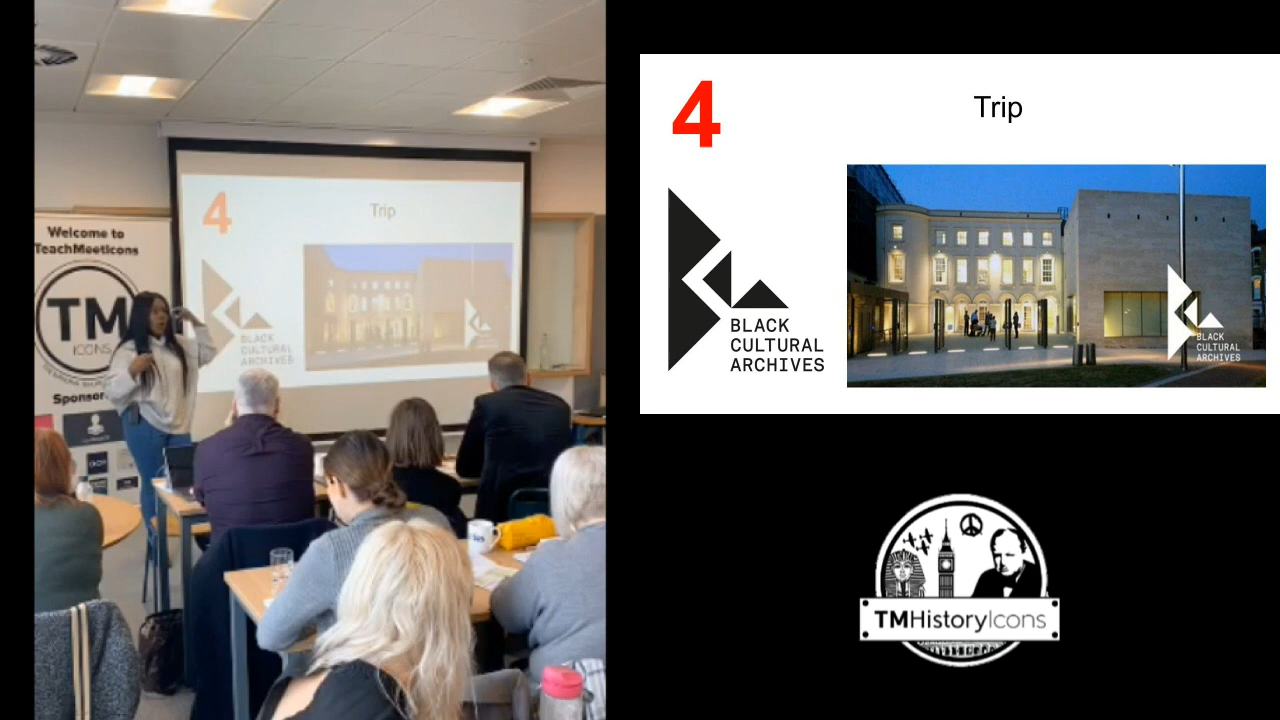 Welcome to
TeachMeetIcons
TM
ICONS
Sponsor
4
Trip
BLACK
CULTURAL
ARCHIVES
4
Trip
BLACK
CULTURAL
ARCHIVES
BLACK
CULTURAL
ARCHIVES
TMHistoryIcons